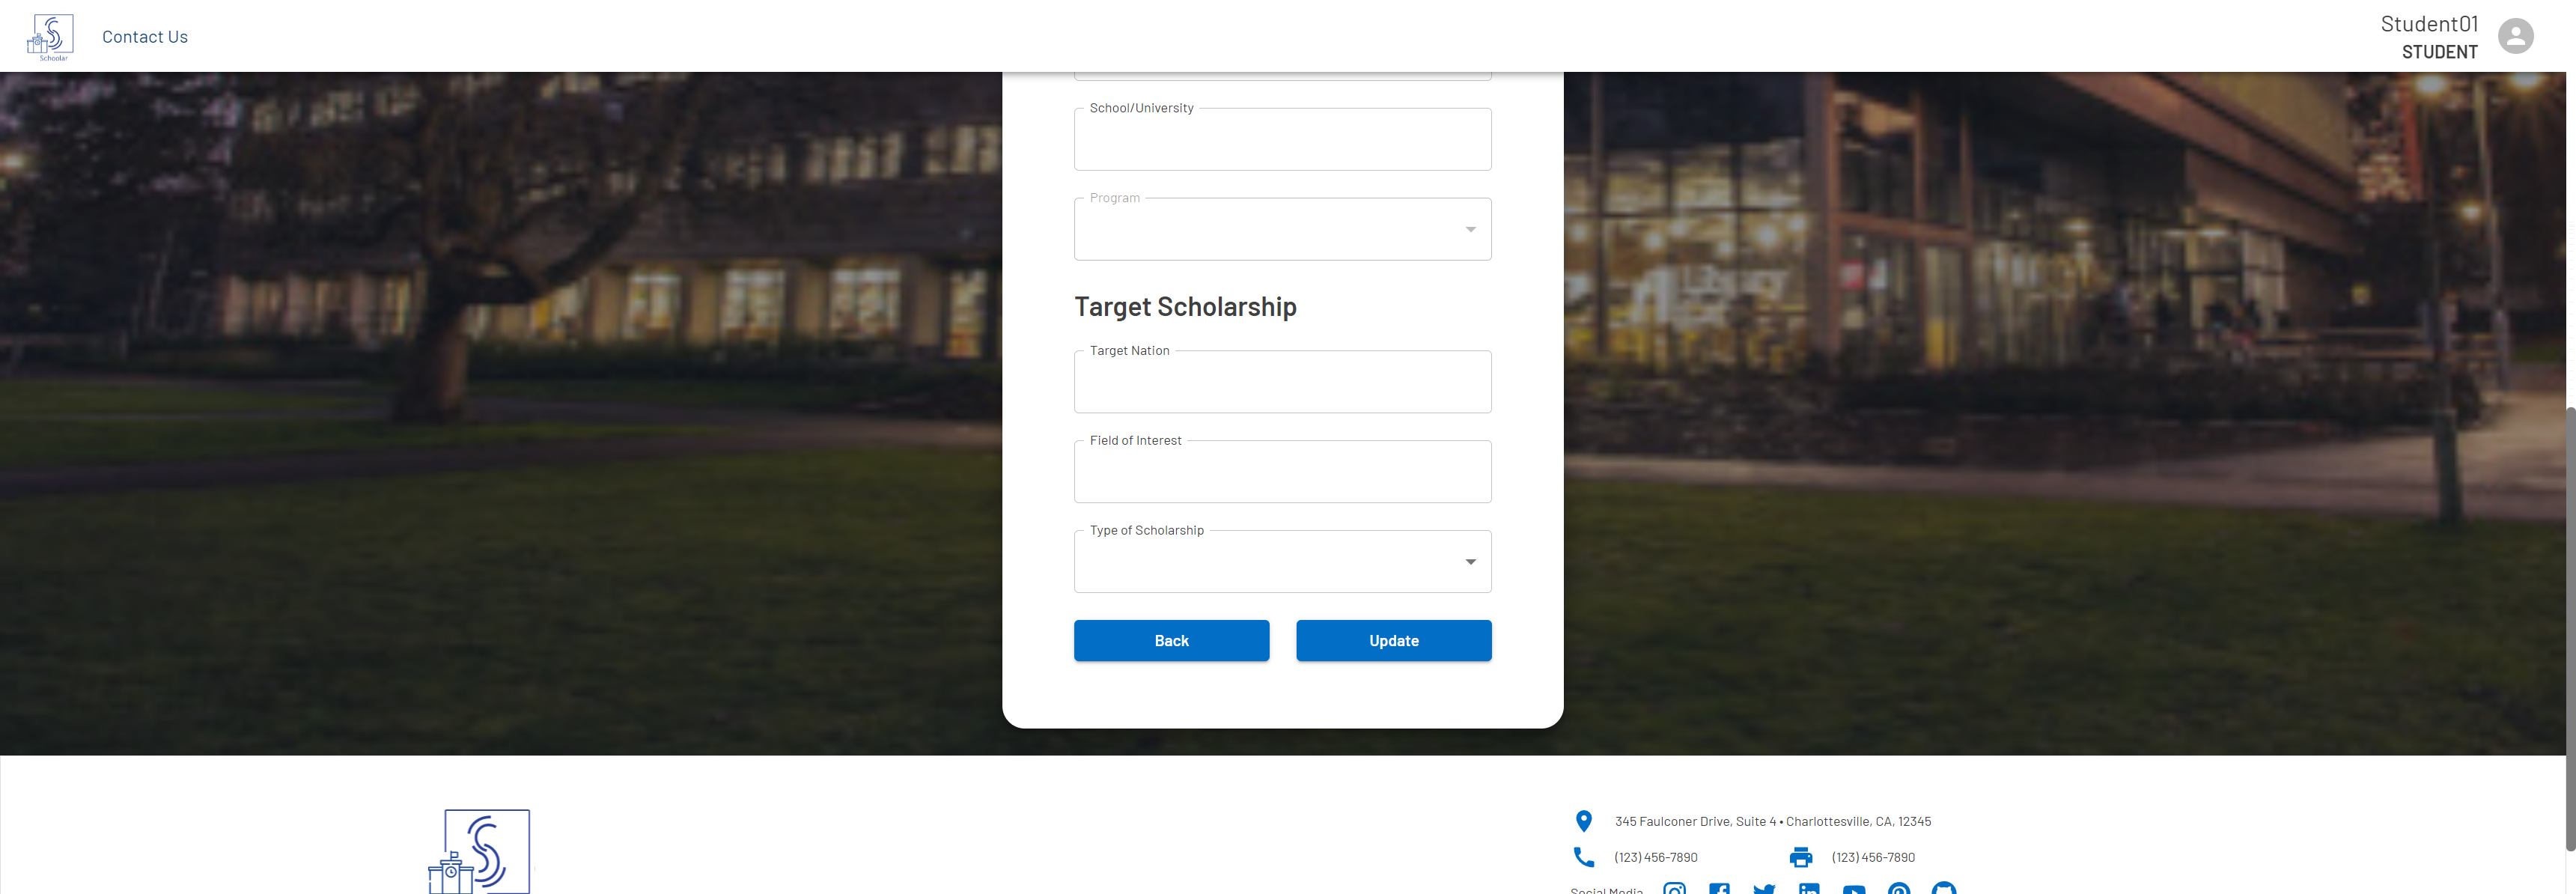 Schoolar
Contact Us
Student01
STUDENT
School/University
Program
Target Scholarship
Target Nation
Field of Interest
Type of Scholarship
Back
Update
Library
345 Faulconer Drive, Suite 4 • Charlottesville, CA, 12345
(123) 456-7890
(123) 456-7890
Social Media